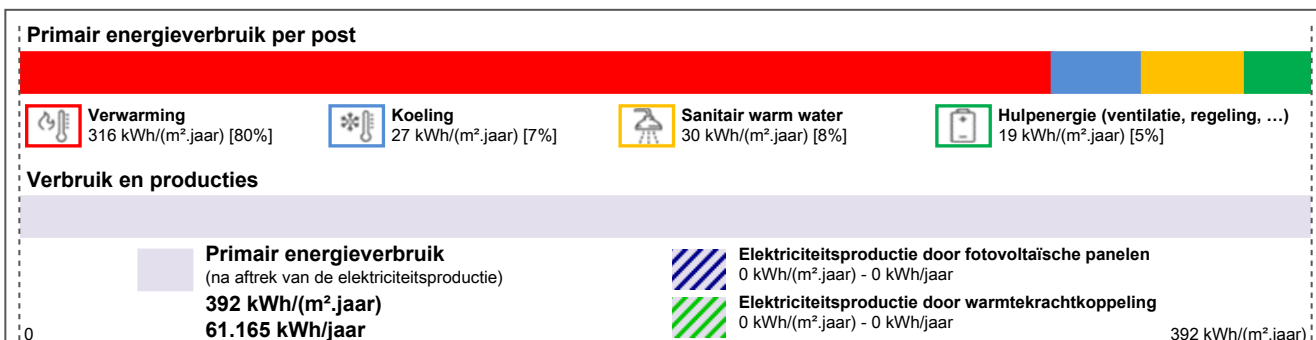 Primair energieverbruik per post
Verwarming
316 kWh/(m².jaar) [80%]
Koeling
27 kWh/(m².jaar) [7%]
Sanitair warm water
30 kWh/(m².jaar) [8%]
Hulpenergie (ventilatie, regeling, …)
19 kWh/(m².jaar) [5%]
Verbruik en producties
Primair energieverbruik
(na aftrek van de elektriciteitsproductie)
392 kWh/(m².jaar)
61.165 kWh/jaar
Elektriciteitsproductie door fotovoltaïsche panelen
0 kWh/(m².jaar) - 0 kWh/jaar
Elektriciteitsproductie door warmtekrachtkoppeling
0 kWh/(m².jaar) - 0 kWh/jaar
0
392 kWh/(m².jaar)